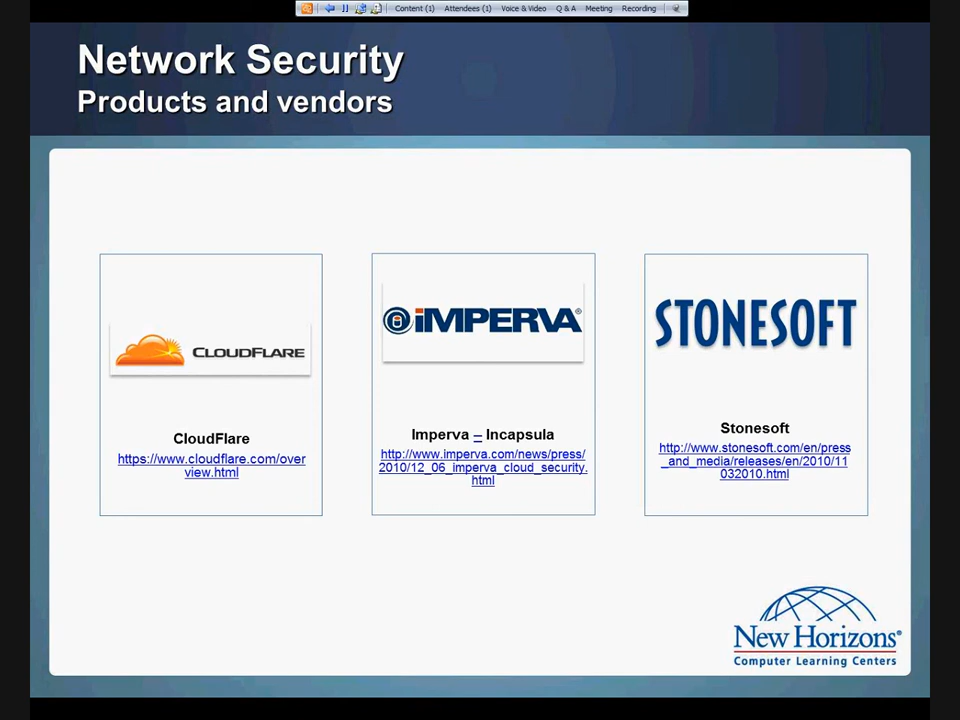 Content (1) Attendees (1) Voice & Video Q & A Meeting Recording
Network Security
Products and vendors
CLOUDFLARE
CloudFlare
https://www.cloudflare.com/over
view.html
iMPERVA®
Imperva – Incapsula
http://www.imperva.com/news/press/
2010/12_06_imperva_cloud_security.
html
STONESOFT
Stonesoft
http://www.stonesoft.com/en/press
_and_media/releases/en/2010/11
032010.html
New Horizons®
Computer Learning Centers